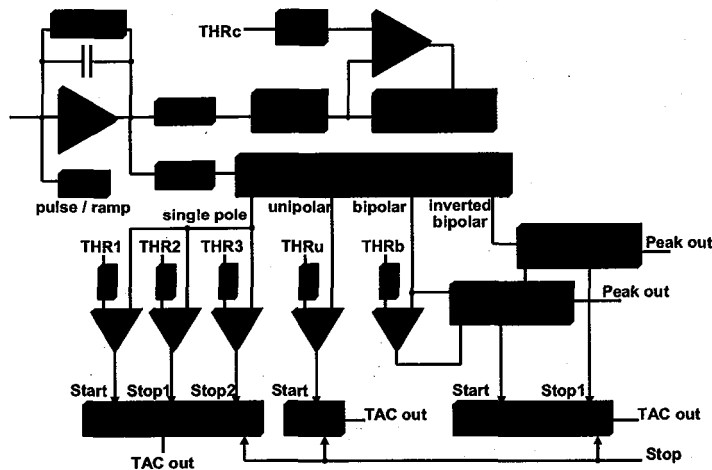 THRc
pulse / ramp
single pole
unipolar
bipolar
inverted
bipolar
THR1
THR2
THR3
THRu
THRb
Peak out
Peak out
Start
Stop1
Stop2
Start
Start
Stop1
TAC out
TAC out
TAC out
Stop